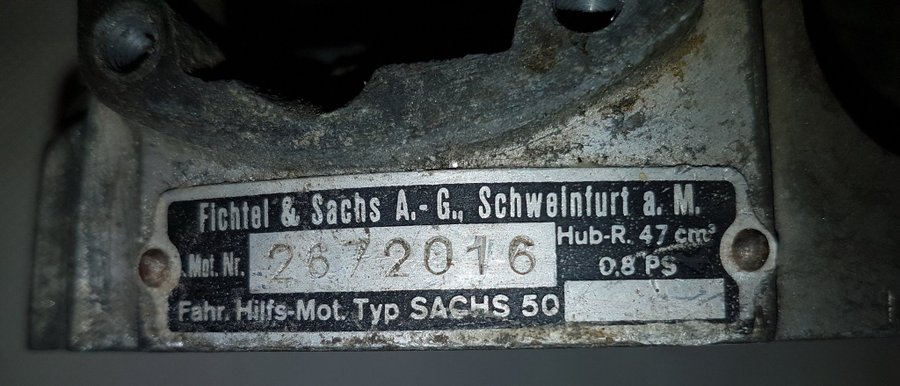 Fichtel & Sachs A.-G., Schweinfurt a. M.
Mot. Nr. 2672016 Hub-R. 47 cm³
0.8 PS
Fahr. Hilfs-Mot. Typ SACHS 50